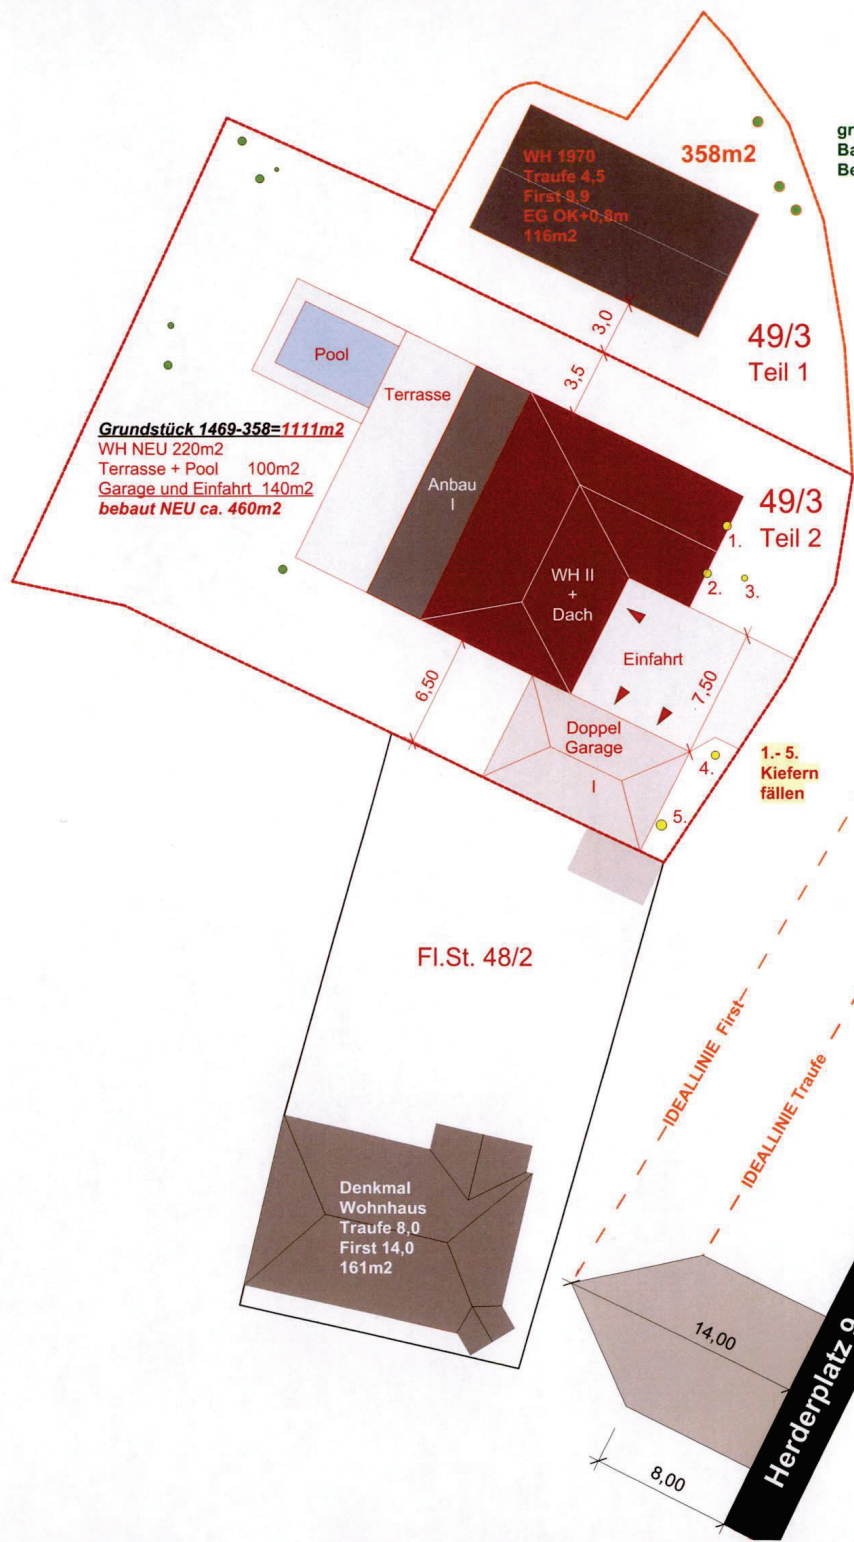 358m2
gr
Ba
Be
WH 1970
Traufe 4,5
First 9,9
EG OK+0,8m
116m2
3,0
3,5
49/3
Teil 1
Pool
Terrasse
Grundstück 1469-358=1111m2
WH NEU 220m2
Terrasse + Pool 100m2
Garage und Einfahrt 140m2
bebaut NEU ca. 460m2
Anbau
I
49/3
Teil 2
1.
2.
3.
WH II
+
Dach
Einfahrt
6,50
7,50
Doppel
Garage
I
4.
5.
1.- 5.
Kiefern
fällen
Fl.St. 48/2
IDEALLINIE First
IDEALLINIE Traufe
Denkmal
Wohnhaus
Traufe 8,0
First 14,0
161m2
14,00
8,00
Herderplatz 9